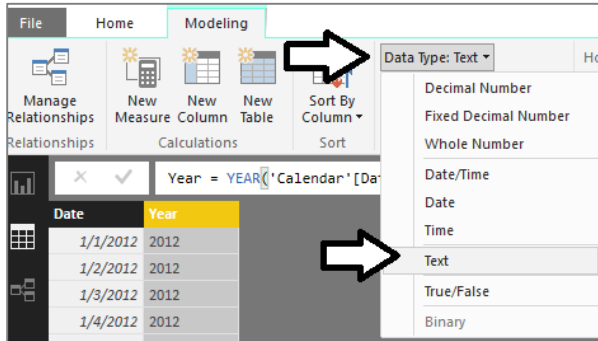 File Home Modeling
Data Type: Text Ho
Manage Relationships
New Measure
New Column
New Table
Sort By Column
Relationships Calculations Sort
Decimal Number
Fixed Decimal Number
Whole Number
Date/Time
Date
Time
Text
True/False
Binary
Year = YEAR('Calendar'[Da
Date Year
1/1/2012 2012
1/2/2012 2012
1/3/2012 2012
1/4/2012 2012